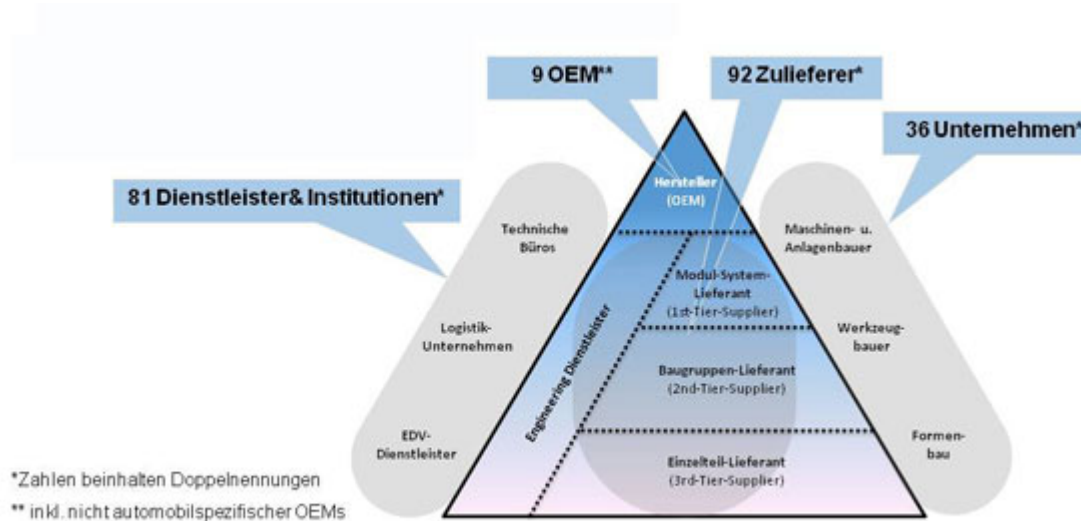 9 OEM**
92 Zulieferer*
36 Unternehmen*
81 Dienstleister& Institutionen*
Hersteller
(OEM)
Technische
Büros
Maschinen- u.
Anlagenbauer
Modul-System-
Lieferant
(1st-Tier-Supplier)
Logistik-
Unternehmen
Engineering Dienstleister
Werkzeug-
bauer
Baugruppen-Lieferant
(2nd-Tier-Supplier)
EDV-
Dienstleister
Einzelteil-Lieferant
(3rd-Tier-Supplier)
Formen-
bau
*Zahlen beinhalten Doppelnennungen
** inkl. nicht automobilspezifischer OEMs